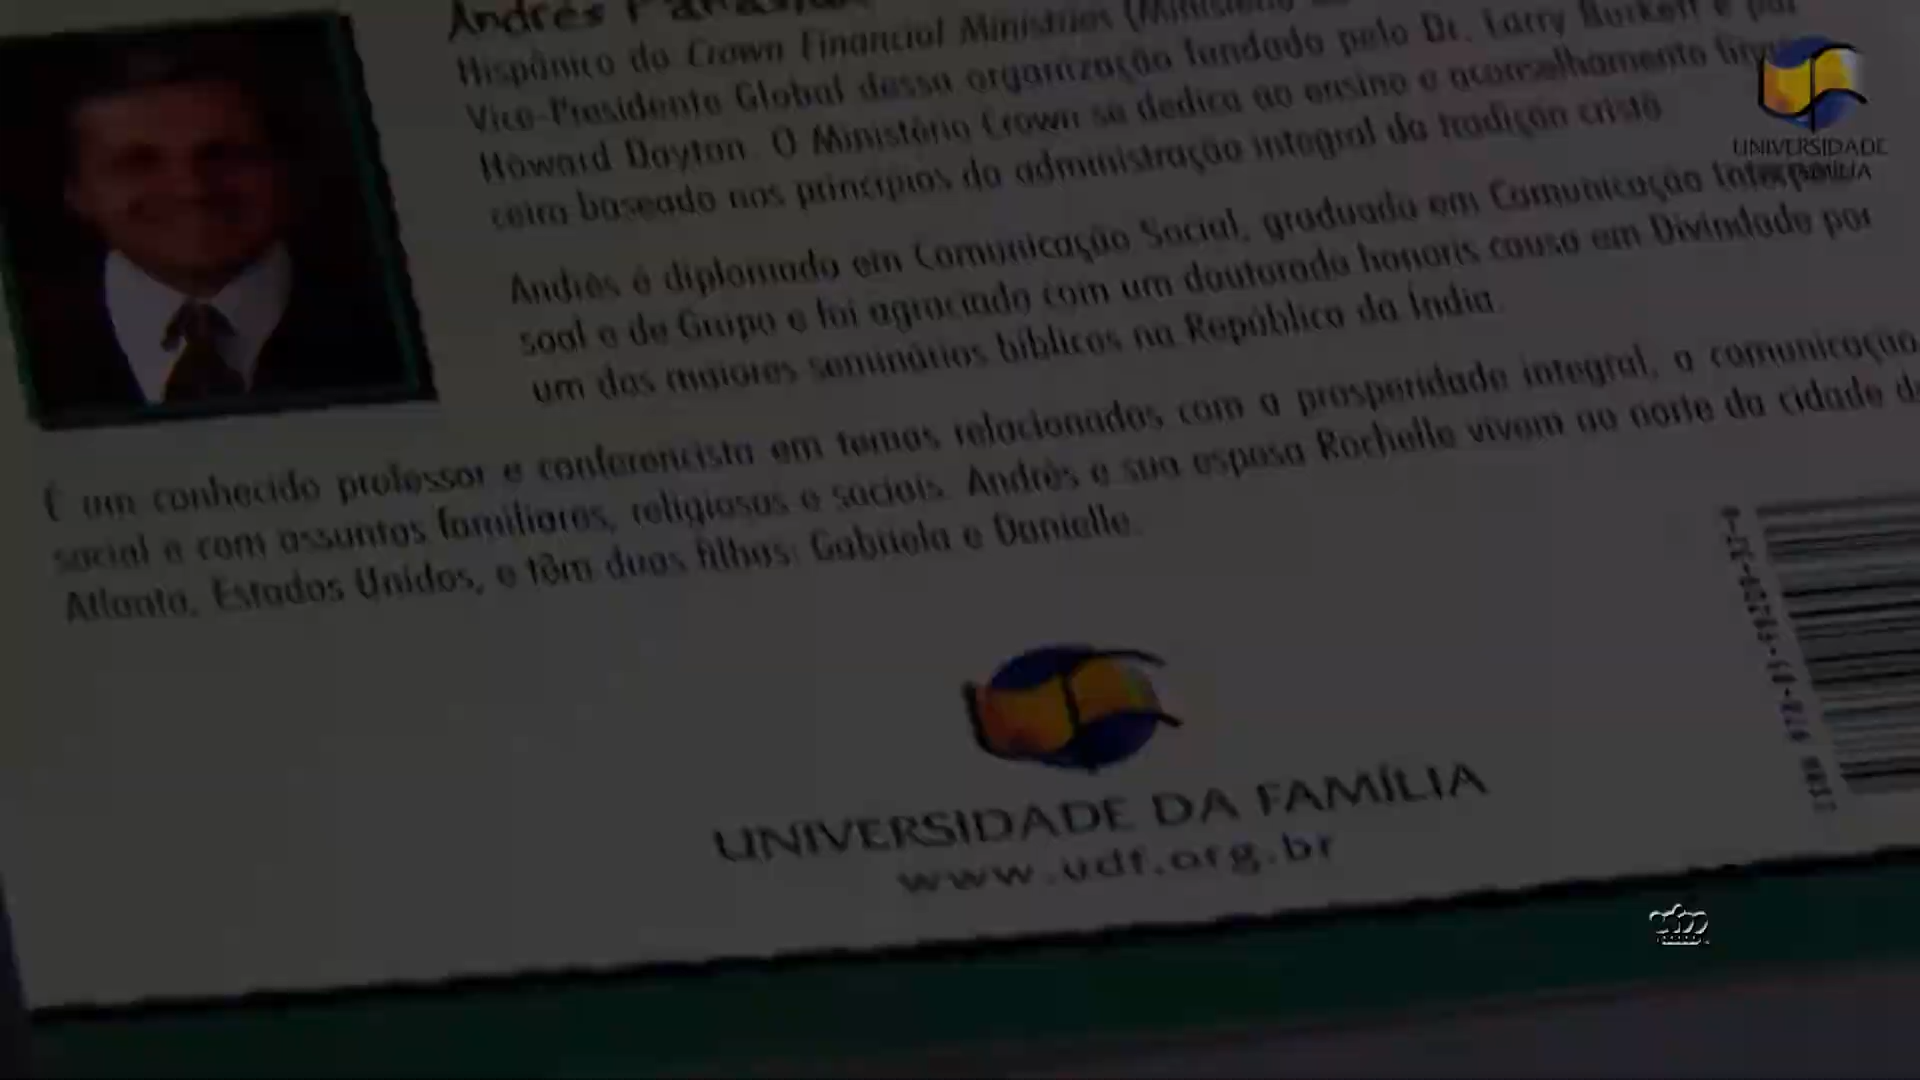 Andrés
Hispânico do Crown Financial Ministries (Ministério
Vice-Presidente Global dessa organização fundada pelo Dr. Larry Burkett e por
Howard Dayton. O Ministério Crown se dedica ao ensino e aconselhamento finan-
ceiro baseado nos princípios da administração integral da tradição cristã.
Andrés é diplomado em Comunicação Social, graduado em Comunicação Interpes-
soal e de Grupo e foi agraciado com um doutorado honoris causa em Divindade por
um dos maiores seminários bíblicos na República da Índia.
É um conhecido professor e conferencista em temas relacionados com a prosperidade integral, a comunicação
social e com assuntos familiares, religiosos e sociais. Andrés e sua esposa Rochelle vivem ao norte da cidade de
Atlanta, Estados Unidos, e têm duas filhas: Gabriela e Danielle.
UNIVERSIDADE DA FAMÍLIA
www.udf.org.br
UNIVERSIDADE
DA FAMÍLIA